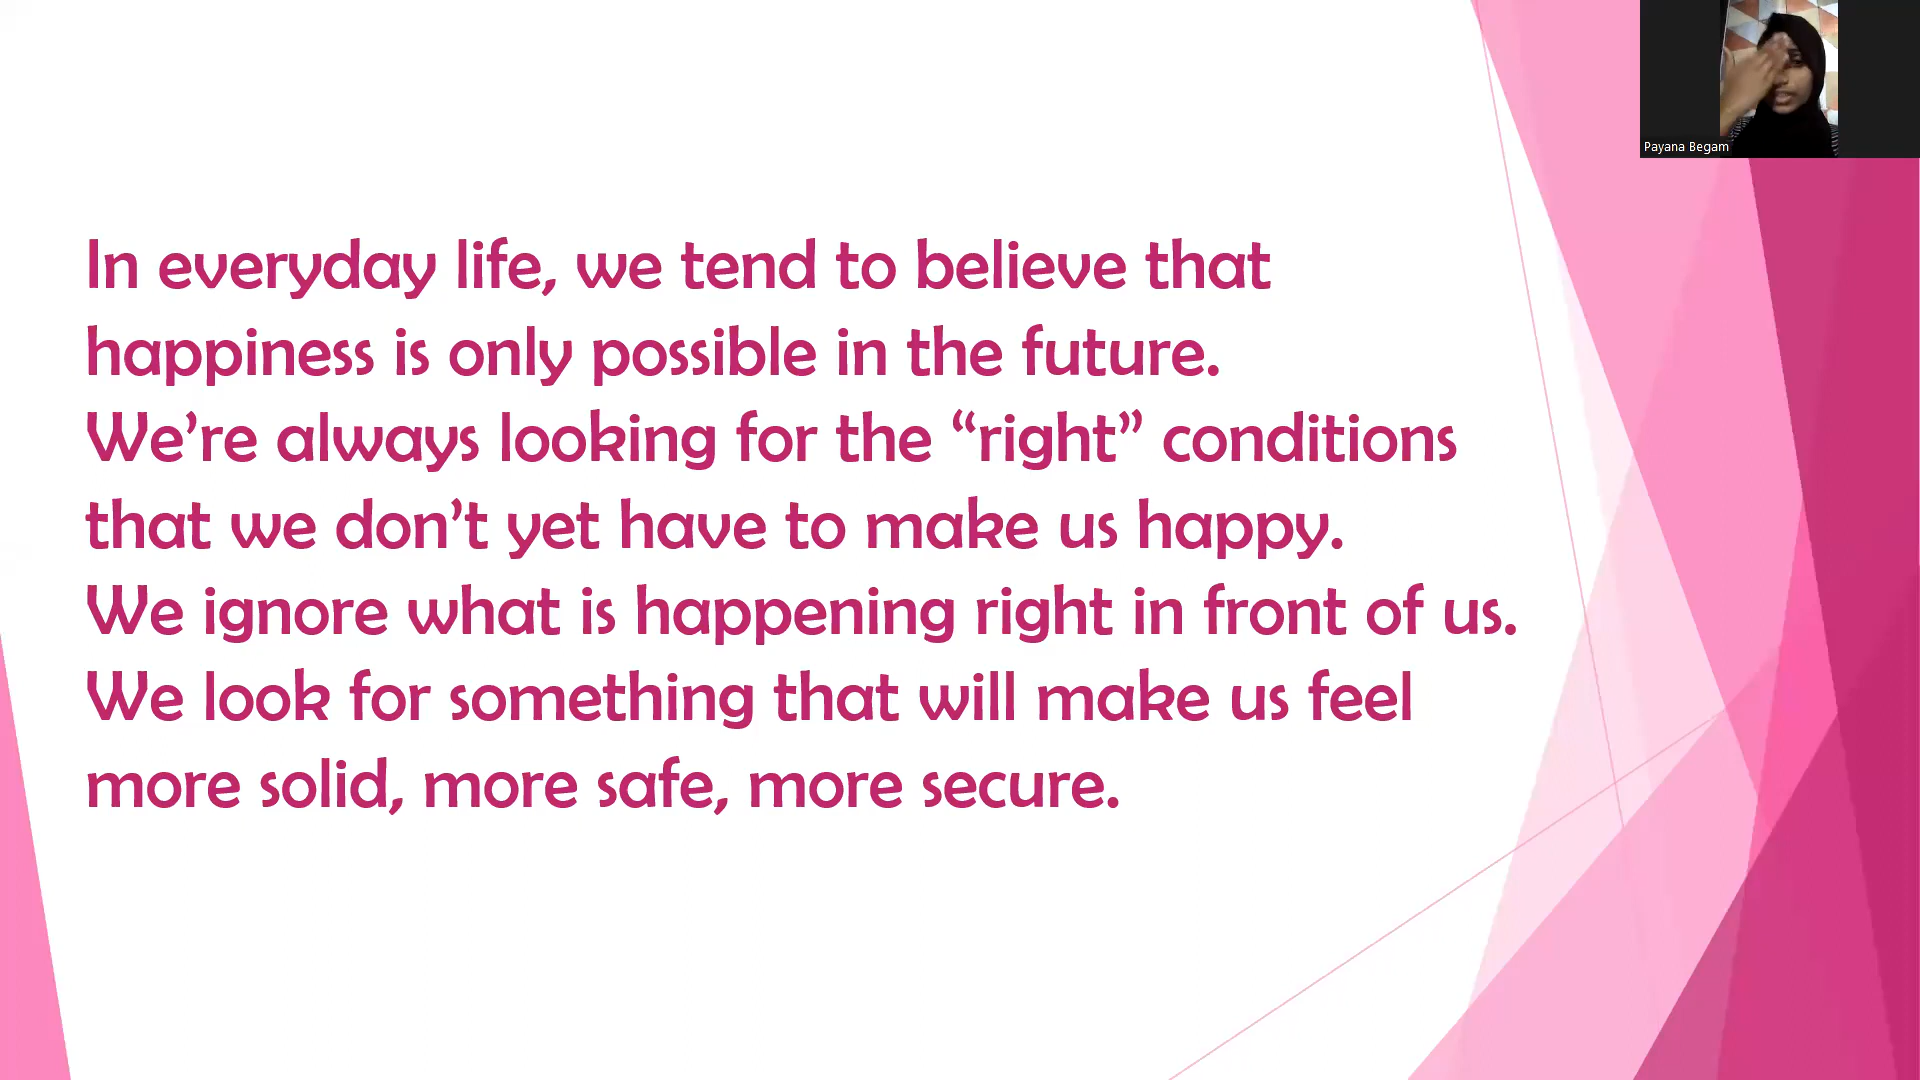 Payana Begam
In everyday life, we tend to believe that
happiness is only possible in the future.
We’re always looking for the “right” conditions
that we don’t yet have to make us happy.
We ignore what is happening right in front of us.
We look for something that will make us feel
more solid, more safe, more secure.